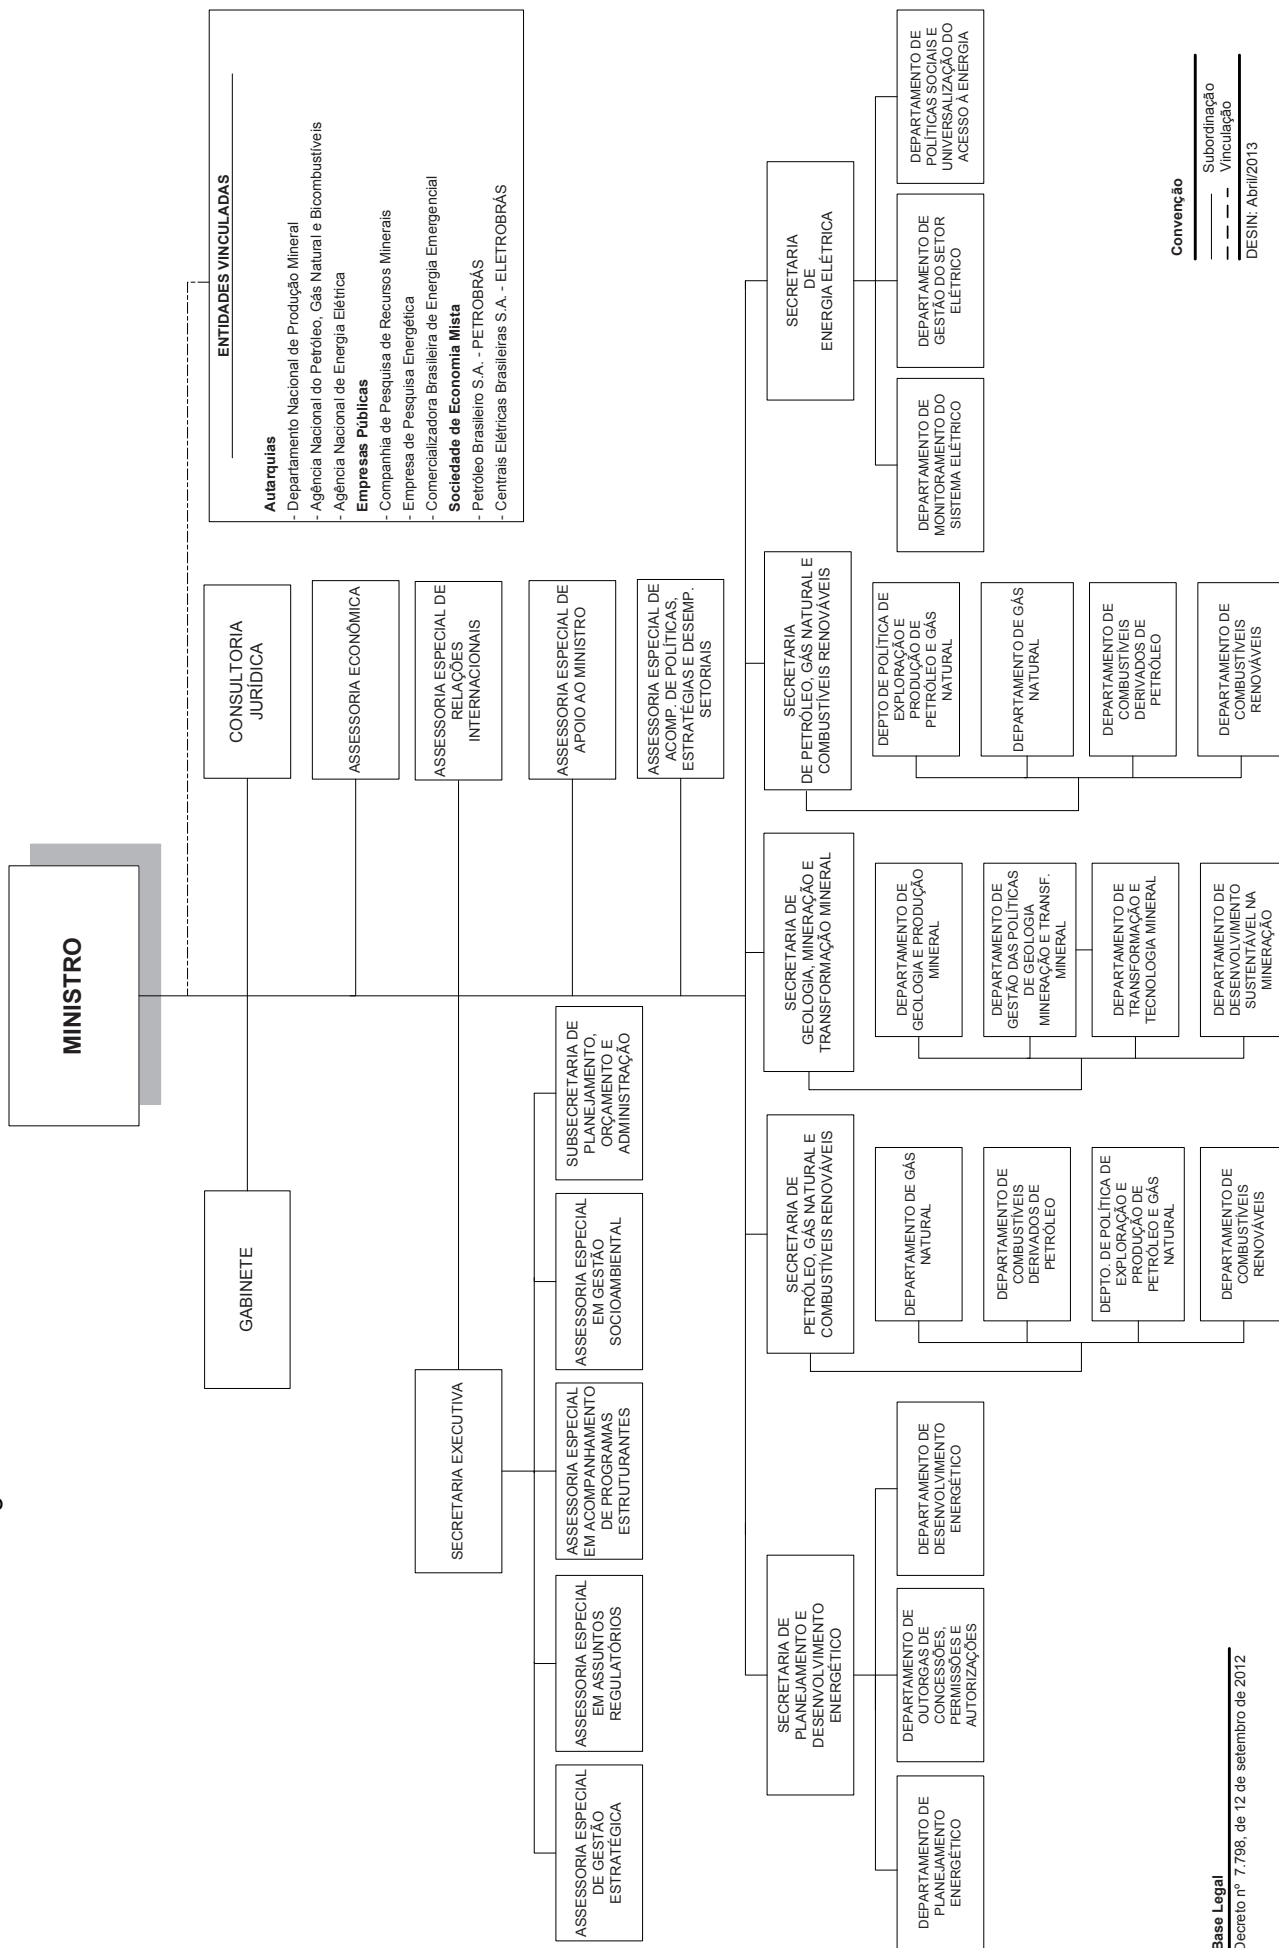 MINISTRO
GABINETE
CONSULTORIA
JURÍDICA
ENTIDADES VINCULADAS
Autarquias
- Departamento Nacional de Produção Mineral
- Agência Nacional do Petróleo, Gás Natural e Bicombustíveis
- Agência Nacional de Energia Elétrica
Empresas Públicas
- Companhia de Pesquisa de Recursos Minerais
- Empresa de Pesquisa Energética
- Comercializadora Brasileira de Energia Emergencial
Sociedade de Economia Mista
- Petróleo Brasileiro S.A. - PETROBRÁS
- Centrais Elétricas Brasileiras S.A. - ELETROBRÁS
ASSESSORIA ECONÔMICA
SECRETARIA EXECUTIVA
ASSESSORIA ESPECIAL DE
RELAÇÕES
INTERNACIONAIS
ASSESSORIA ESPECIAL DE
APOIO AO MINISTRO
ASSESSORIA ESPECIAL DE
ACOMP. DE POLÍTICAS,
ESTRATÉGIAS E DESEMP.
SETORIAIS
ASSESSORIA ESPECIAL
DE GESTÃO
ESTRATÉGICA
ASSESSORIA ESPECIAL
EM ASSUNTOS
REGULATÓRIOS
ASSESSORIA ESPECIAL
EM ACOMPANHAMENTO
DE PROGRAMAS
ESTRUTURANTES
ASSESSORIA ESPECIAL
EM GESTÃO
SOCIOAMBIENTAL
SUBSECRETARIA DE
PLANEJAMENTO,
ORÇAMENTO E
ADMINISTRAÇÃO
SECRETARIA DE
PLANEJAMENTO E
DESENVOLVIMENTO
ENERGÉTICO
DEPARTAMENTO DE
PLANEJAMENTO
ENERGÉTICO
DEPARTAMENTO DE
OUTORGAS DE
CONCESSÕES,
PERMISSÕES E
AUTORIZAÇÕES
DEPARTAMENTO DE
DESENVOLVIMENTO
ENERGÉTICO
SECRETARIA DE
PETRÓLEO, GÁS NATURAL E
COMBUSTÍVEIS RENOVÁVEIS
DEPARTAMENTO DE GÁS
NATURAL
DEPARTAMENTO DE
COMBUSTÍVEIS
DERIVADOS DE
PETRÓLEO
DEPTO. DE POLÍTICA DE
EXPLORAÇÃO E
PRODUÇÃO DE
PETRÓLEO E GÁS
NATURAL
DEPARTAMENTO DE
COMBUSTÍVEIS
RENOVÁVEIS
SECRETARIA DE
GEOLOGIA, MINERAÇÃO E
TRANSFORMAÇÃO MINERAL
DEPARTAMENTO DE
GEOLOGIA E PRODUÇÃO
MINERAL
DEPARTAMENTO DE
GESTÃO DAS POLÍTICAS
DE GEOLOGIA
MINERAÇÃO E TRANSF.
MINERAL
DEPARTAMENTO DE
TRANSFORMAÇÃO E
TECNOLOGIA MINERAL
DEPARTAMENTO DE
DESENVOLVIMENTO
SUSTENTÁVEL NA
MINERAÇÃO
SECRETARIA
DE PETRÓLEO, GÁS NATURAL E
COMBUSTÍVEIS RENOVÁVEIS
DEPTO DE POLÍTICA DE
EXPLORAÇÃO E
PRODUÇÃO DE
PETRÓLEO E GÁS
NATURAL
DEPARTAMENTO DE GÁS
NATURAL
DEPARTAMENTO DE
COMBUSTÍVEIS
DERIVADOS DE
PETRÓLEO
DEPARTAMENTO DE
COMBUSTÍVEIS
RENOVÁVEIS
SECRETARIA
DE
ENERGIA ELÉTRICA
DEPARTAMENTO DE
MONITORAMENTO DO
SISTEMA ELÉTRICO
DEPARTAMENTO DE
GESTÃO DO SETOR
ELÉTRICO
DEPARTAMENTO DE
POLÍTICAS SOCIAIS E
UNIVERSALIZAÇÃO DO
ACESSO À ENERGIA
Base Legal
Decreto nº 7.798, de 12 de setembro de 2012
Convenção
Subordinação
Vinculação
DESIN: Abril/2013